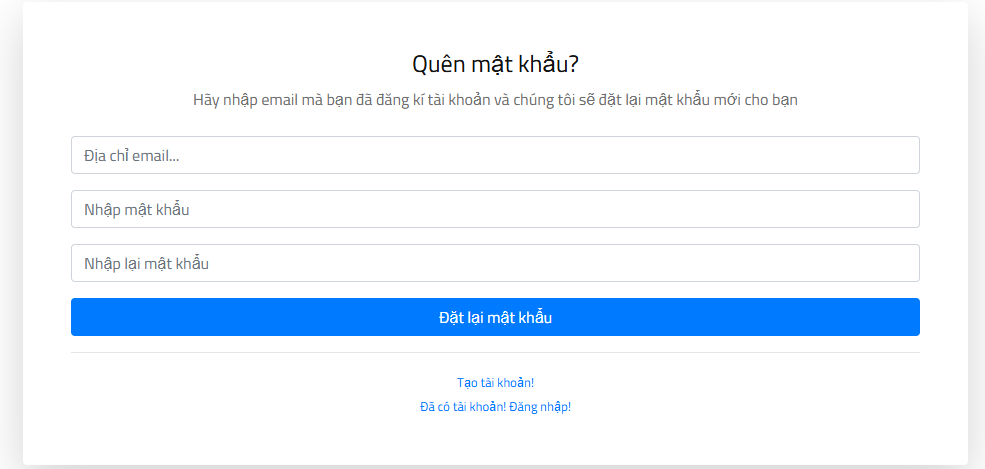 Quên mật khẩu?
Hãy nhập email mà bạn đã đăng kí tài khoản và chúng tôi sẽ đặt lại mật khẩu mới cho bạn
Địa chỉ email...
Nhập mật khẩu
Nhập lại mật khẩu
Đặt lại mật khẩu
Tạo tài khoản!
Đã có tài khoản! Đăng nhập!